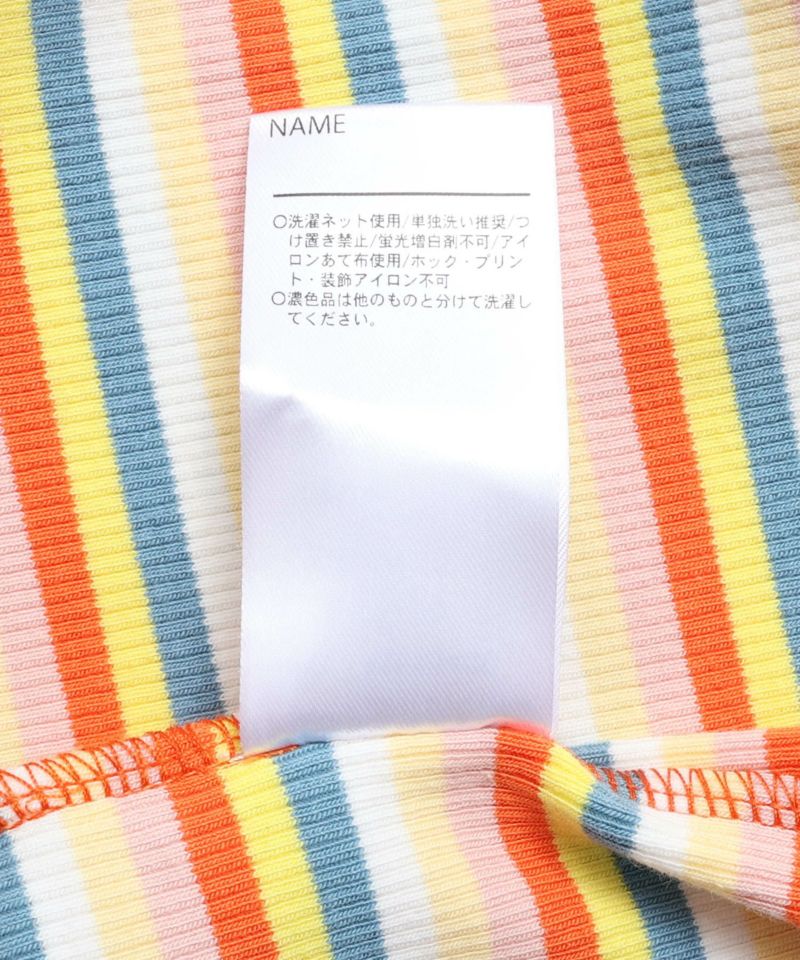 NAME
○洗濯ネット使用/単独洗い推奨/つ
け置き禁止/蛍光増白剤不可/アイ
ロンあて布使用/ホック・プリン
ト・装飾アイロン不可
○濃色品は他のものと分けて洗濯し
てください。